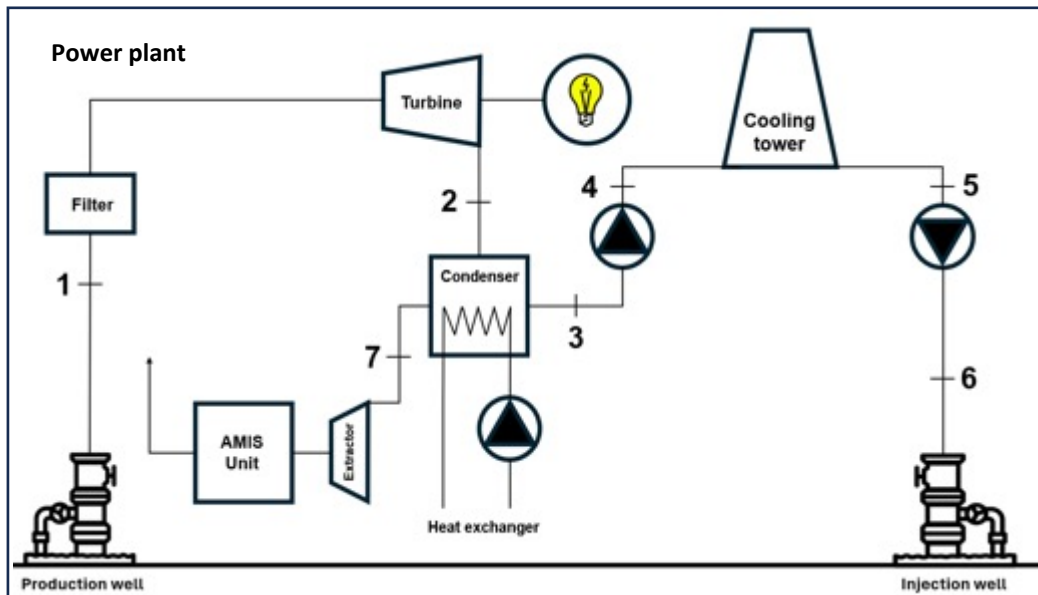 Power plant
Turbine
Cooling
tower
Filter
2
4
5
1
Condenser
3
7
6
AMIS
Unit
Extractor
Heat exchanger
Production well
Injection well